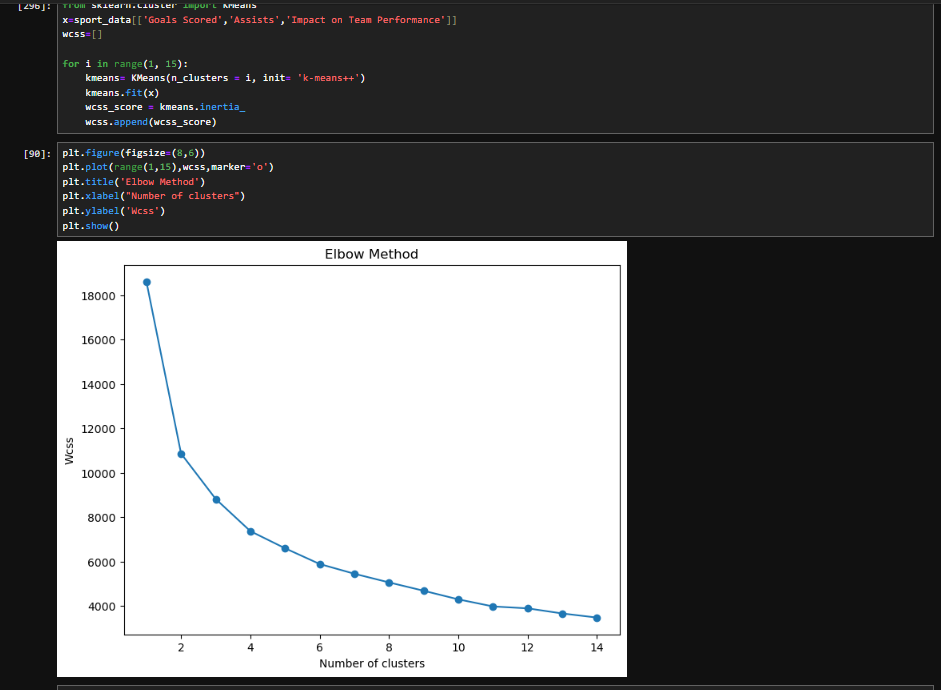 [296]:
from sklearn.cluster import KMeans
x=sport_data[['Goals Scored','Assists','Impact on Team Performance']]
wcss=[]
for i in range(1, 15):
kmeans= KMeans(n_clusters = i, init= 'k-means++')
kmeans.fit(x)
wcss_score = kmeans.inertia_
wcss.append(wcss_score)
[90]:
plt.figure(figsize=(8,6))
plt.plot(range(1,15),wcss,marker='o')
plt.title('Elbow Method')
plt.xlabel("Number of clusters")
plt.ylabel('Wcss')
plt.show()
Elbow Method
18000
16000
14000
12000
10000
8000
6000
4000
Wcss
2 4 6 8 10 12 14
Number of clusters